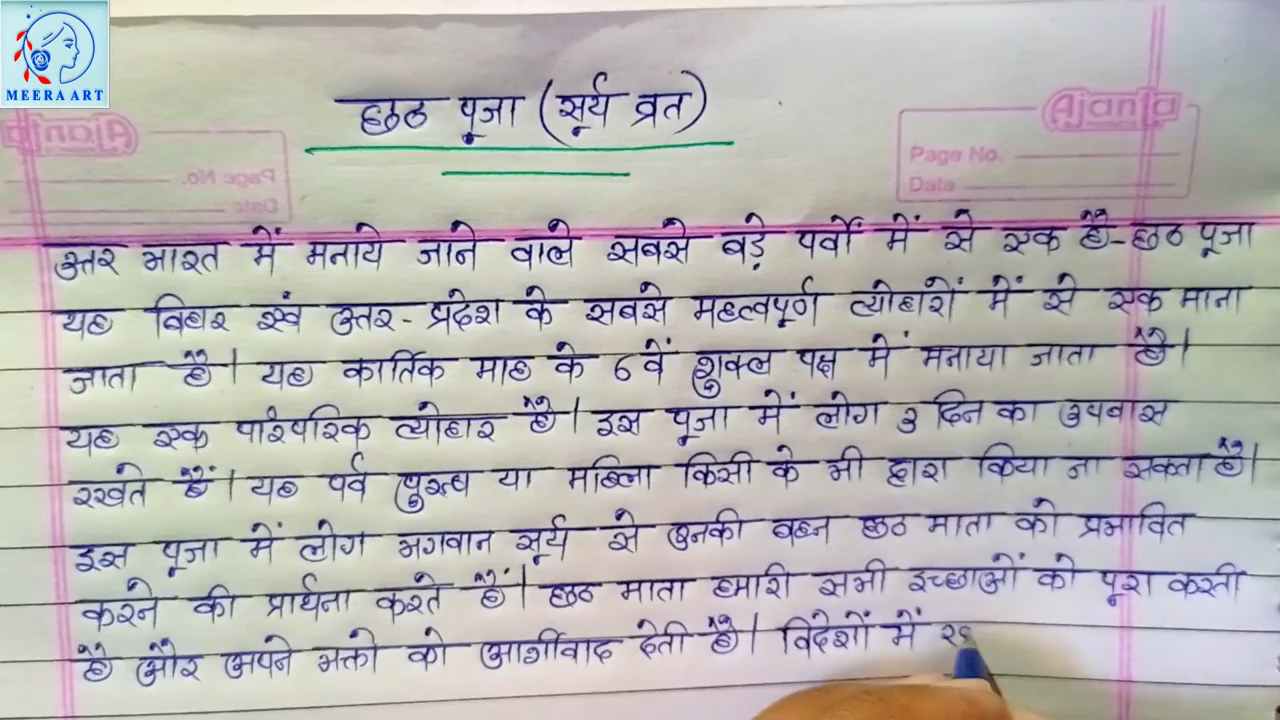 MEERA ART
छठ पूजा (सूर्य व्रत)
Ajanta
Page No.
Date
उत्तर भारत में मनाये जाने वाले सबसे बड़े पर्वों में से एक है- छठ पूजा
यह बिहार एवं उत्तर-प्रदेश के सबसे महत्वपूर्ण त्योहारों में से एक माना
जाता है। यह कार्तिक माह के 6 वें शुक्ल पक्ष में मनाया जाता है।
यह एक पारंपरिक त्योहार है। इस पूजा में लोग 3 दिन का उपवास
रखते हैं। यह पर्व पुरुष या महिला किसी के भी द्वारा किया जा सकता है।
इस पूजा में लोग भगवान सूर्य से उनकी बहन छठ माता को प्रभावित
करने की प्रार्थना करते हैं। छठ माता हमारी सभी इच्छाओं को पूरा करती
है और अपने भक्तो को आर्शीवाद देती है। विदेशों में